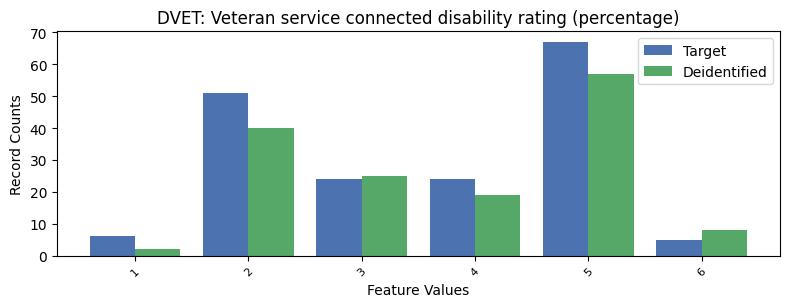 DVET: Veteran service connected disability rating (percentage)
Target
Deidentified
Record Counts
70
60
50
40
30
20
10
0
1
2
3
4
5
6
Feature Values